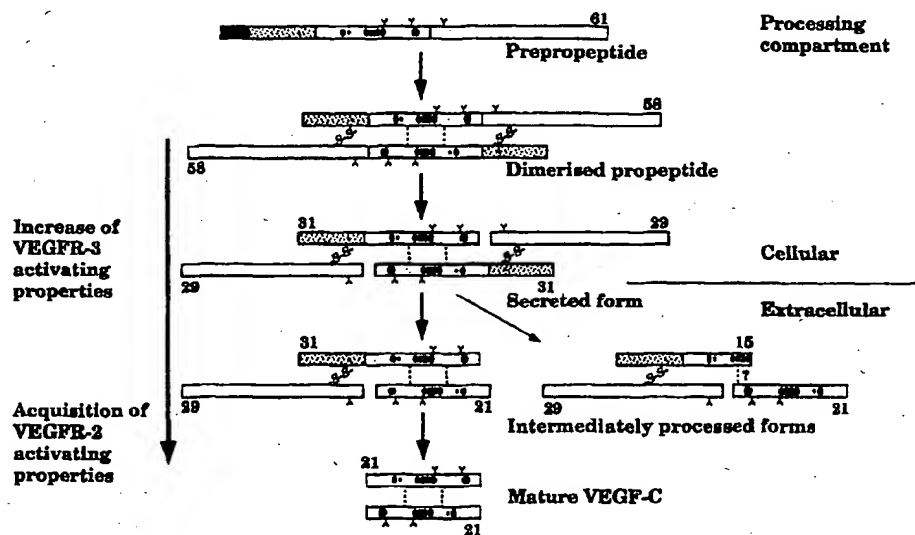 61
Processing
compartment
Prepropeptide
58
58
Dimerised propeptide
Increase of
VEGFR-3
activating
properties
31
29
Cellular
29
31
Secreted form
Extracellular
31
15
?
29
21
29
21
Intermediately processed forms
Acquisition of
VEGFR-2
activating
properties
21
Mature VEGF-C
21